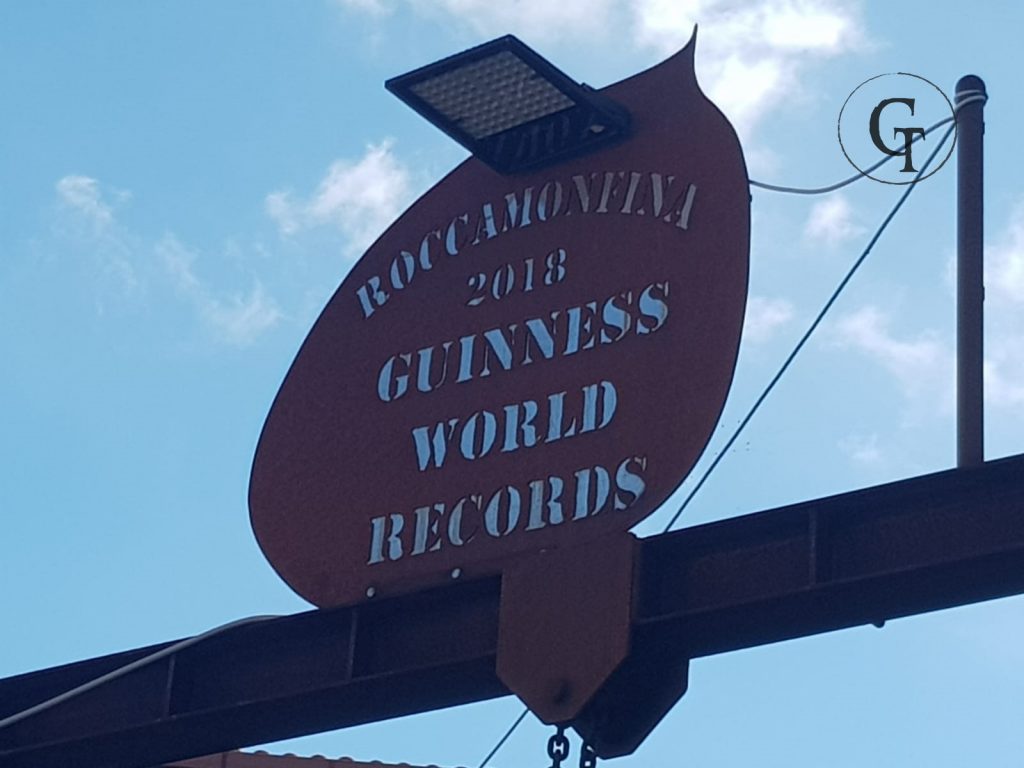 ROCCAMONFINA
2018
GUINNESS
WORLD
RECORDS
GT